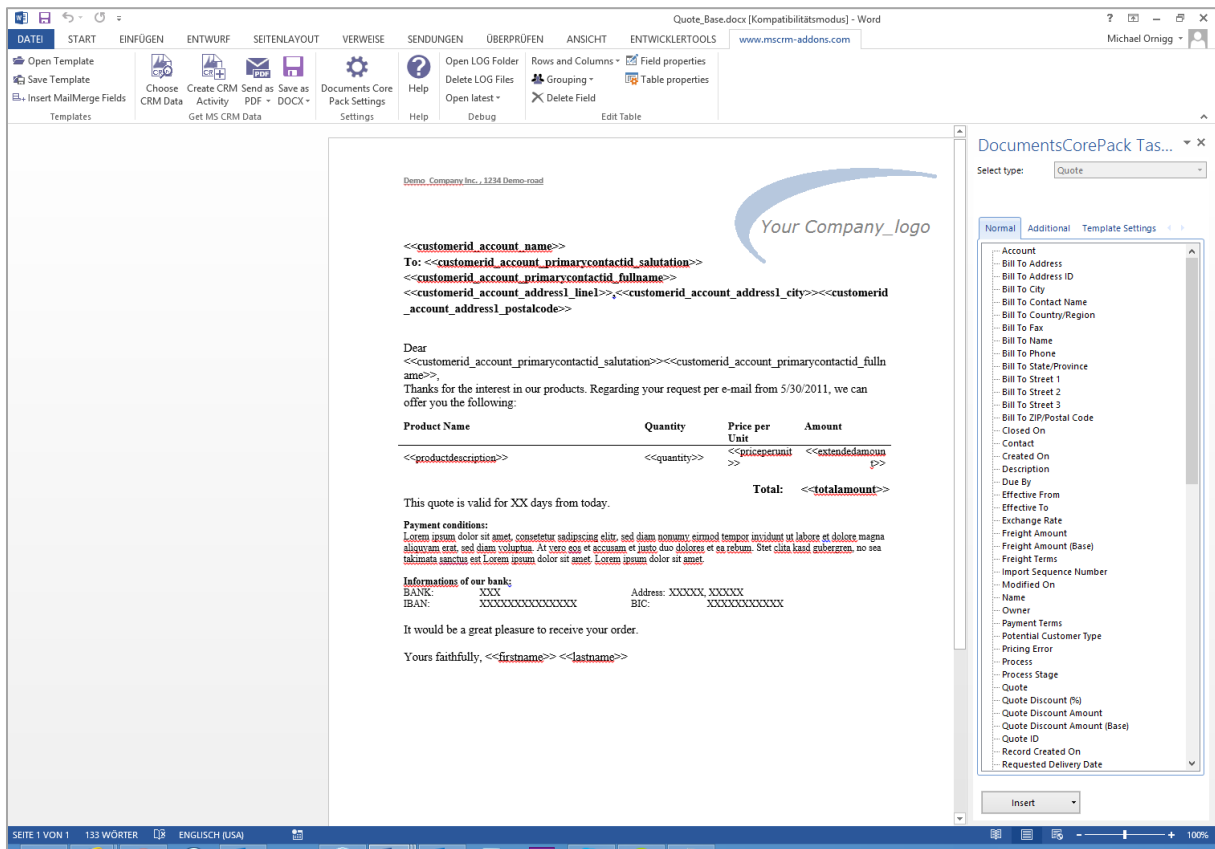 Quote_Base.docx [Kompatibilitätsmodus] - Word
?
DATEI START EINFÜGEN ENTWURF SEITENLAYOUT VERWEISE SENDUNGEN ÜBERPRÜFEN ANSICHT ENTWICKLERTOOLS www.mscrm-addons.com Michael Ornigg
Open Template
Save Template
Insert MailMerge Fields
Templates
Choose CRM Data
Create CRM Activity
Send as PDF
Save as DOCX
Get MS CRM Data
Documents Core Pack Settings
Settings
Help
Help
Open LOG Folder
Delete LOG Files
Open latest
Debug
Rows and Columns
Grouping
Delete Field
Field properties
Table properties
Edit Table
Demo Company Inc. , 1234 Demo-road
Your Company_logo
<<customerid_account_name>>
To: <<customerid_account_primarycontactid_salutation>>
<<customerid_account_primarycontactid_fullname>>
<<customerid_account_address1_line1>>,<<customerid_account_address1_city>><<customerid
_account_address1_postalcode>>
Dear
<<customerid_account_primarycontactid_salutation>><<customerid_account_primarycontactid_fulln
ame>>,
Thanks for the interest in our products. Regarding your request per e-mail from 5/30/2011, we can
offer you the following:
Product Name Quantity Price per Amount
Unit
<<productdescription>> <<quantity>> <<priceperunit <<extendedamoun
>> t>>
Total: <<totalamount>>
This quote is valid for XX days from today.
Payment conditions:
Lorem ipsum dolor sit amet, consetetur sadipscing elitr, sed diam nonumy eirmod tempor invidunt ut labore et dolore magna
aliquyam erat, sed diam voluptua. At vero eos et accusam et justo duo dolores et ea rebum. Stet clita kasd gubergren, no sea
takimata sanctus est Lorem ipsum dolor sit amet. Lorem ipsum dolor sit amet.
Informations of our bank:
BANK: XXX Address: XXXXX, XXXXX
IBAN: XXXXXXXXXXXXXX BIC: XXXXXXXXXXX
It would be a great pleasure to receive your order.
Yours faithfully, <<firstname>> <<lastname>>
DocumentsCorePack Tas...
Select type: Quote
Normal Additional Template Settings
Account
Bill To Address
Bill To Address ID
Bill To City
Bill To Contact Name
Bill To Country/Region
Bill To Fax
Bill To Name
Bill To Phone
Bill To State/Province
Bill To Street 1
Bill To Street 2
Bill To Street 3
Bill To ZIP/Postal Code
Closed On
Contact
Created On
Description
Due By
Effective From
Effective To
Exchange Rate
Freight Amount
Freight Amount (Base)
Freight Terms
Import Sequence Number
Modified On
Name
Owner
Payment Terms
Potential Customer Type
Pricing Error
Process
Process Stage
Quote
Quote Discount (%)
Quote Discount Amount
Quote Discount Amount (Base)
Quote ID
Record Created On
Requested Delivery Date
Insert
SEITE 1 VON 1 133 WÖRTER ENGLISCH (USA) 100%